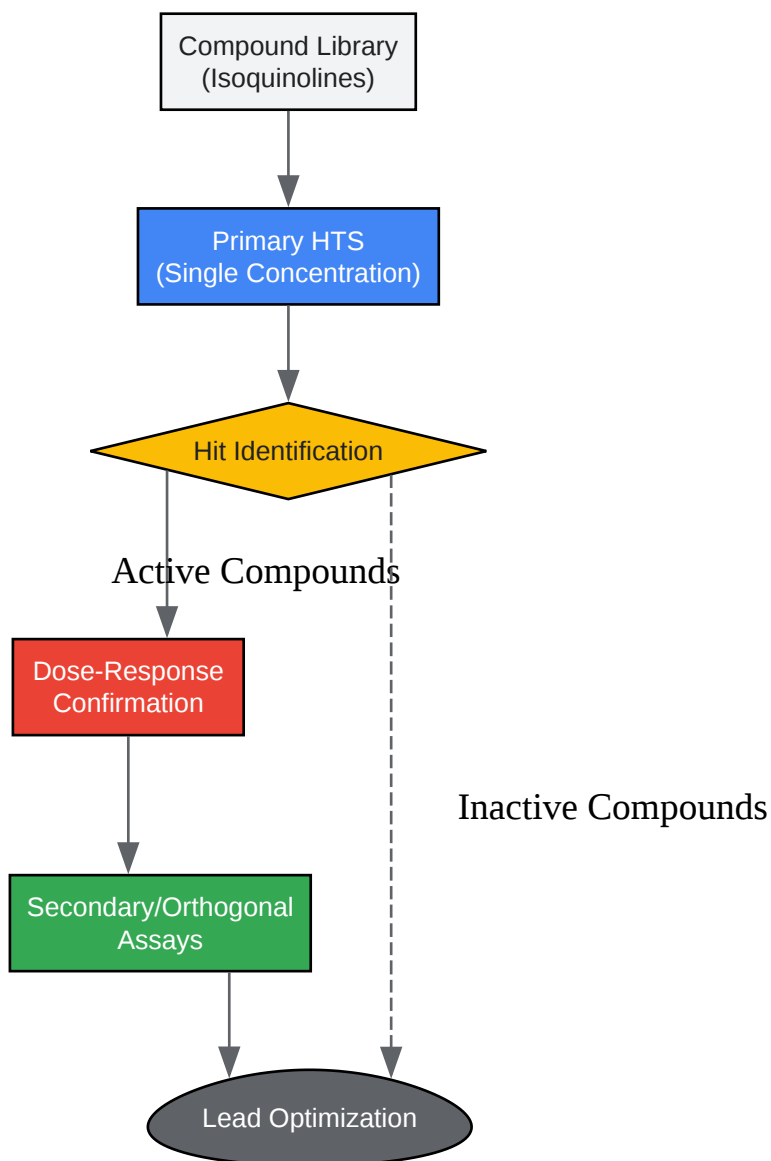 Compound Library
(Isoquinolines)
Primary HTS
(Single Concentration)
Hit Identification
Active Compounds
Dose-Response
Confirmation
Inactive Compounds
Secondary/Orthogonal
Assays
Lead Optimization